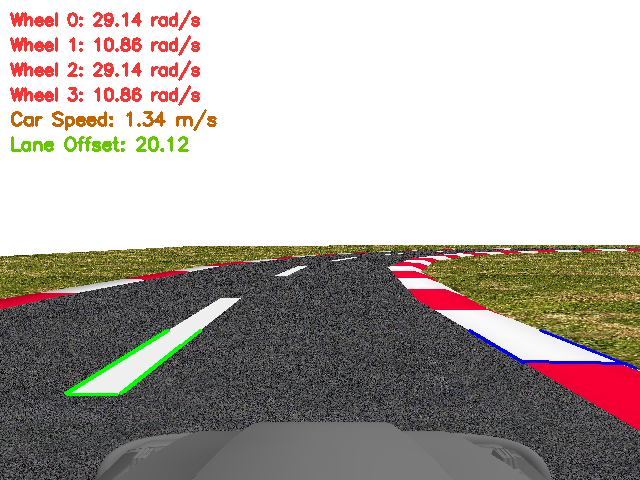 Wheel 0: 29.14 rad/s
Wheel 1: 10.86 rad/s
Wheel 2: 29.14 rad/s
Wheel 3: 10.86 rad/s
Car Speed: 1.34 m/s
Lane Offset: 20.12